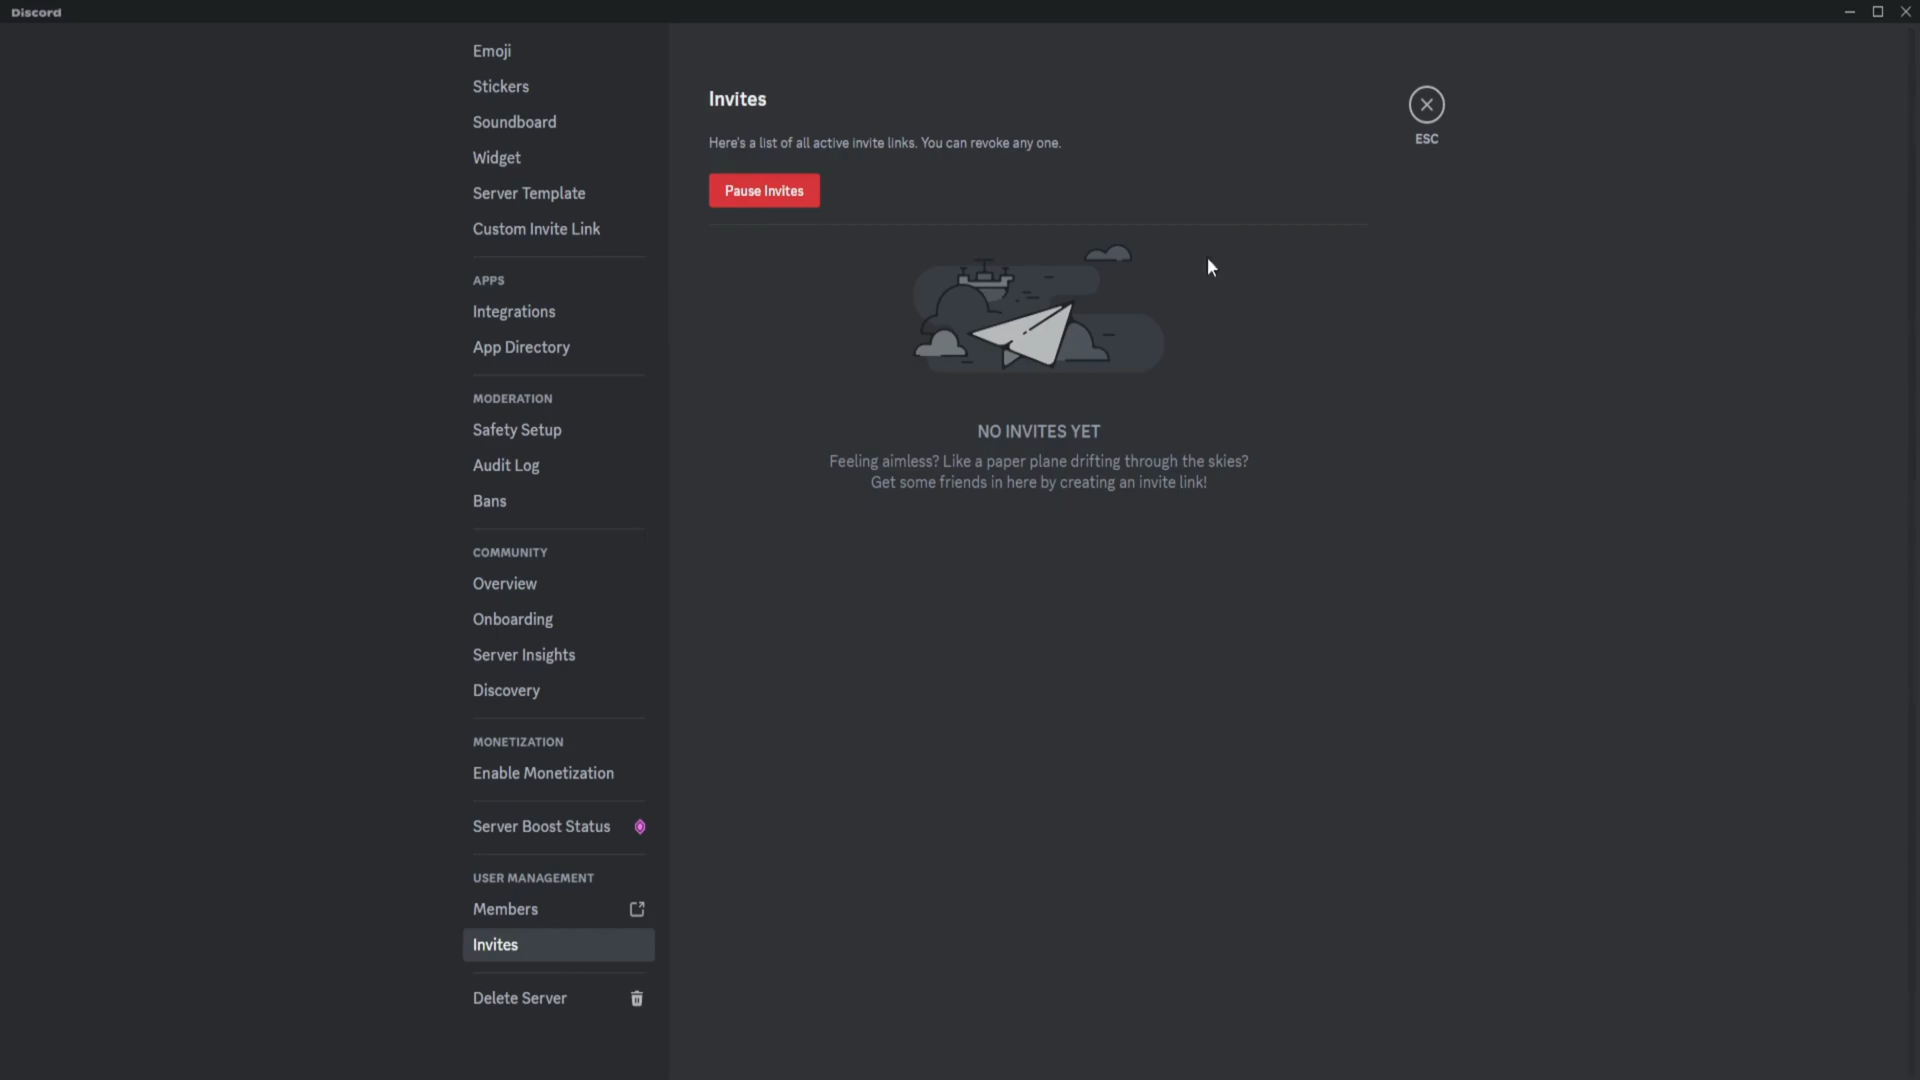 Discord
Emoji
Stickers
Soundboard
Widget
Server Template
Custom Invite Link
APPS
Integrations
App Directory
MODERATION
Safety Setup
Audit Log
Bans
COMMUNITY
Overview
Onboarding
Server Insights
Discovery
MONETIZATION
Enable Monetization
Server Boost Status
USER MANAGEMENT
Members
Invites
Delete Server
Invites
Here's a list of all active invite links. You can revoke any one.
Pause Invites
NO INVITES YET
Feeling aimless? Like a paper plane drifting through the skies?
Get some friends in here by creating an invite link!
ESC